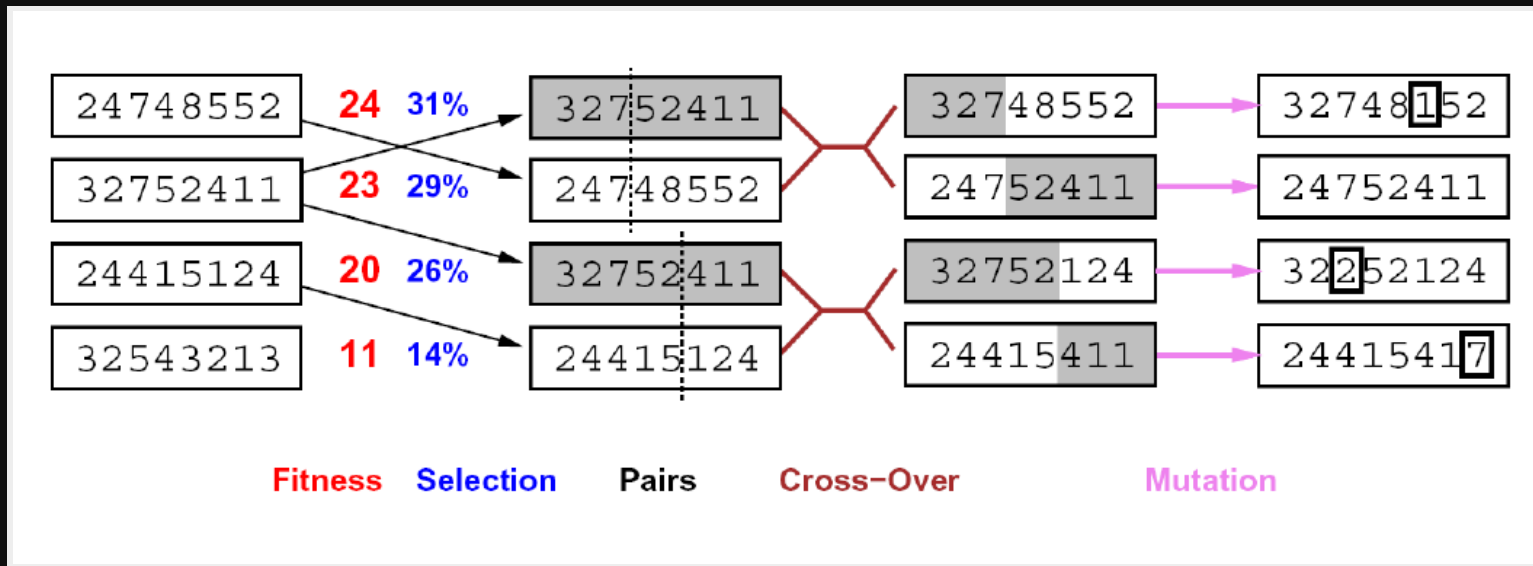 24748552 24 31% 32752411 32748552 32748152
32752411 23 29% 24748552 24752411 24752411
24415124 20 26% 32752411 32752124 32252124
32543213 11 14% 24415124 24415411 24415417
Fitness Selection Pairs Cross-Over Mutation